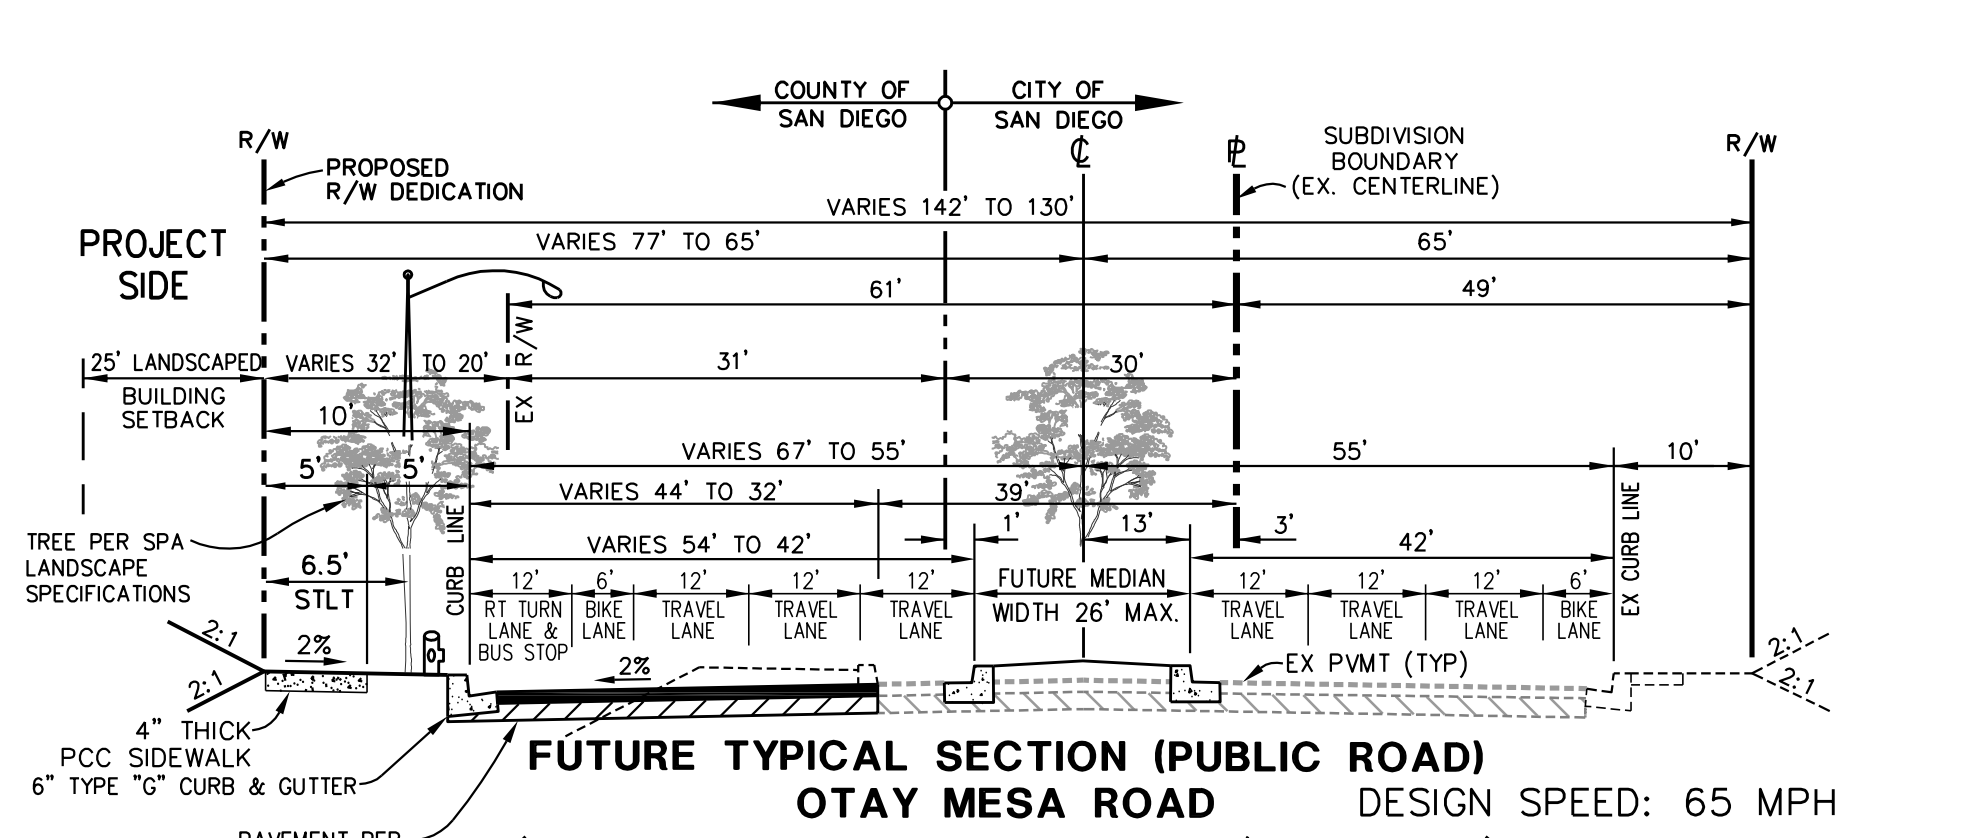 COUNTY OF
SAN DIEGO
CITY OF
SAN DIEGO
R/W
PROPOSED
R/W DEDICATION
℄
PL
SUBDIVISION
BOUNDARY
(EX. CENTERLINE)
R/W
VARIES 142' TO 130'
PROJECT
SIDE
VARIES 77' TO 65'
65'
61'
49'
EX R/W
25' LANDSCAPED
BUILDING
SETBACK
VARIES 32' TO 20'
31'
30'
10'
VARIES 67' TO 55'
55'
10'
5'
5'
VARIES 44' TO 32'
39'
1'
13'
3'
TREE PER SPA
LANDSCAPE
SPECIFICATIONS
CURB LINE
VARIES 54' TO 42'
42'
EX CURB LINE
6.5'
STLT
12'
RT TURN
LANE &
BUS STOP
6'
BIKE
LANE
12'
TRAVEL
LANE
12'
TRAVEL
LANE
12'
TRAVEL
LANE
FUTURE MEDIAN
WIDTH 26' MAX.
12'
TRAVEL
LANE
12'
TRAVEL
LANE
12'
TRAVEL
LANE
6'
BIKE
LANE
2:1
2:1
2%
2%
EX PVMT (TYP)
2:1
2:1
4" THICK
PCC SIDEWALK
6" TYPE "G" CURB & GUTTER
PAVEMENT PER
FUTURE TYPICAL SECTION (PUBLIC ROAD)
OTAY MESA ROAD
DESIGN SPEED: 65 MPH